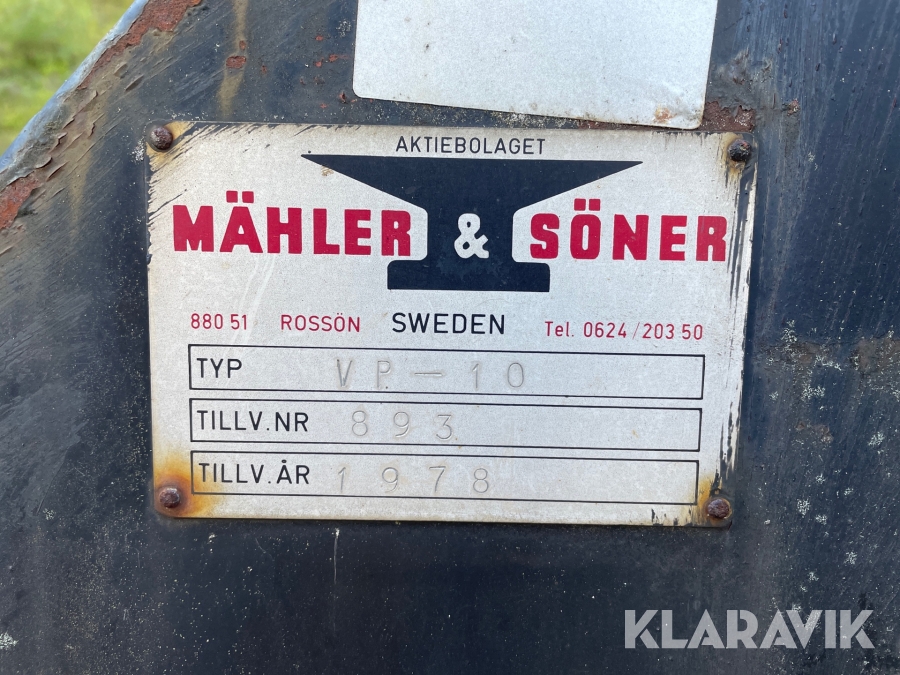 AKTIEBOLAGET
MÄHLER & SÖNER
880 51 ROSSÖN SWEDEN Tel. 0624/203 50
TYP VP-10
TILLV.NR 893
TILLV.ÅR 1978
KLARAVIK